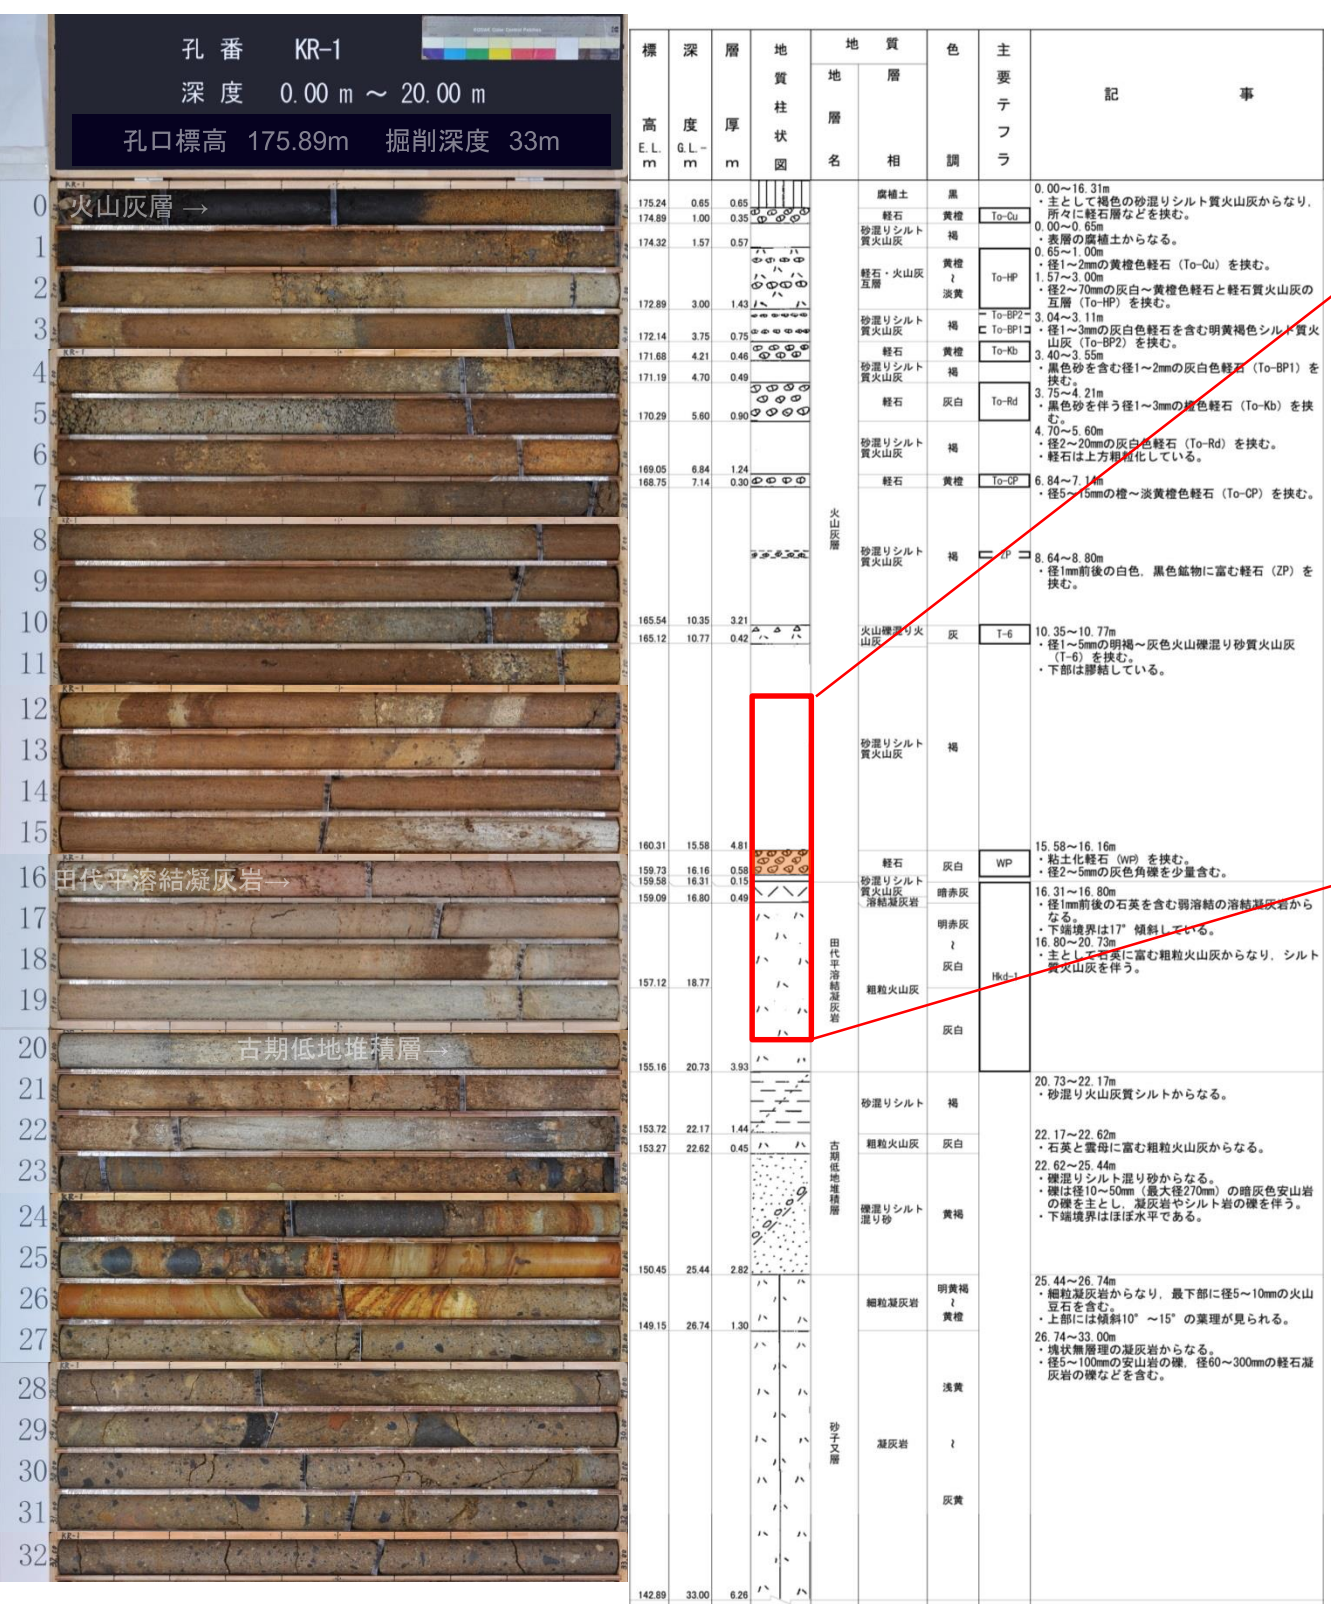 孔 番 KR-1
深 度 0.00 m ～ 20.00 m
孔口標高 175.89m 掘削深度 33m
0 火山灰層 →
1
2
3
4
5
6
7
8
9
10
11
12
13
14
15
16 田代平溶結凝灰岩→
17
18
19
20 古期低地堆積層→
21
22
23
24
25
26
27
28
29
30
31
32
標高 E.L. m
深度 G.L.- m
層厚 m
地質柱状図
地 質
地層名
層相
色調
主要テフラ
記 事
175.24 0.65 0.65 腐植土 黒
174.89 1.00 0.35 軽石 黄橙 To-Cu
174.32 1.57 0.57 砂混りシルト
質火山灰 褐
172.89 3.00 1.43 軽石・火山灰
互層 黄橙
～
淡黄 To-HP
172.14 3.75 0.75 砂混りシルト
質火山灰 褐 To-BP2
To-BP1
171.68 4.21 0.46 軽石 黄橙 To-Kb
171.19 4.70 0.49 砂混りシルト
質火山灰 褐
170.29 5.60 0.90 軽石 灰白 To-Rd
169.05 6.84 1.24 砂混りシルト
質火山灰 褐
168.75 7.14 0.30 軽石 黄橙 To-CP
火山灰層
165.54 10.35 3.21 砂混りシルト
質火山灰 褐 ZP
165.12 10.77 0.42 火山礫混り火
山灰 灰 T-6
160.31 15.58 4.81 砂混りシルト
質火山灰 褐
159.73 16.16 0.58 軽石 灰白 WP
159.58 16.31 0.15 砂混りシルト
質火山灰
159.09 16.80 0.49 溶結凝灰岩 暗赤灰
田代平溶結凝灰岩
157.12 18.77 粗粒火山灰 明赤灰
～
灰白 Hkd-1
155.16 20.73 3.93 灰白
153.72 22.17 1.44 砂混りシルト 褐
153.27 22.62 0.45 粗粒火山灰 灰白
古期低地堆積層
150.45 25.44 2.82 礫混りシルト
混り砂 黄褐
149.15 26.74 1.30 細粒凝灰岩 明黄褐
～
黄橙
砂子又層
142.89 33.00 6.26 凝灰岩 浅黄
～
灰黄
0.00～16.31m
・主として褐色の砂混りシルト質火山灰からなり，
所々に軽石層などを挟む。
0.00～0.65m
・表層の腐植土からなる。
0.65～1.00m
・径1～2mmの黄橙色軽石（To-Cu）を挟む。
1.57～3.00m
・径2～70mmの灰白～黄橙色軽石と軽石質火山灰の
互層（To-HP）を挟む。
3.04～3.11m
・径1～3mmの灰白色軽石を含む明黄褐色シルト質火
山灰（To-BP2）を挟む。
3.40～3.55m
・黒色砂を含む径1～2mmの灰白色軽石（To-BP1）を
挟む。
3.75～4.21m
・黒色砂を伴う径1～3mmの橙色軽石（To-Kb）を挟
む。
4.70～5.60m
・径2～20mmの灰白色軽石（To-Rd）を挟む。
・軽石は上方粗粒化している。
6.84～7.14m
・径5～15mmの橙～淡黄橙色軽石（To-CP）を挟む。
8.64～8.80m
・径1mm前後の白色，黒色鉱物に富む軽石（ZP）を
挟む。
10.35～10.77m
・径1～5mmの明褐～灰色火山礫混り砂質火山灰
（T-6）を挟む。
・下部は膠結している。
15.58～16.16m
・粘土化軽石（WP）を挟む。
・径2～5mmの灰色角礫を少量含む。
16.31～16.80m
・径1mm前後の石英を含む弱溶結の溶結凝灰岩から
なる。
・下端境界は17°傾斜している。
16.80～20.73m
・主として石英に富む粗粒火山灰からなり，シルト
質火山灰を伴う。
20.73～22.17m
・砂混り火山灰質シルトからなる。
22.17～22.62m
・石英と雲母に富む粗粒火山灰からなる。
22.62～25.44m
・礫混りシルト混り砂からなる。
・礫は径10～50mm（最大径270mm）の暗灰色安山岩
の礫を主とし，凝灰岩やシルト岩の礫を伴う。
・下端境界はほぼ水平である。
25.44～26.74m
・細粒凝灰岩からなり，最下部に径5～10mmの火山
豆石を含む。
・上部には傾斜10°～15°の葉理が見られる。
26.74～33.00m
・塊状無層理の凝灰岩からなる。
・径5～100mmの安山岩の礫，径60～300mmの軽石凝
灰岩の礫などを含む。